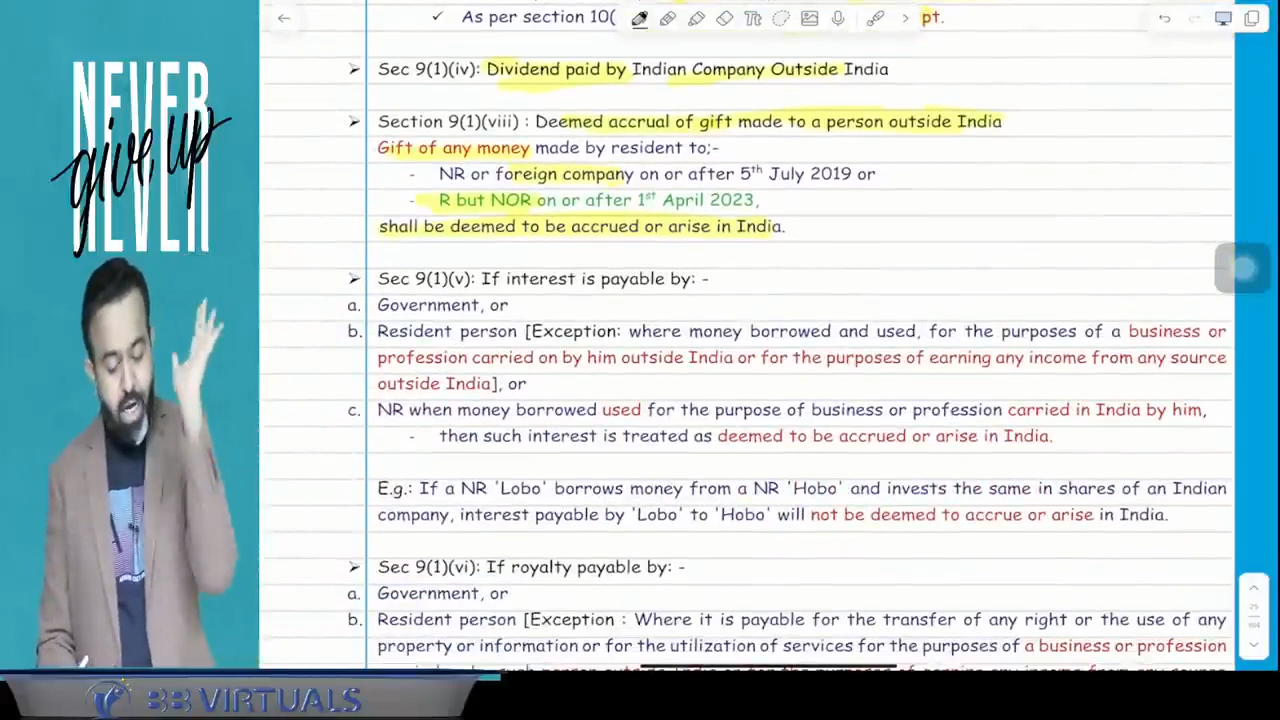 ✓ As per section 10(
pt.
NEVER
give up
NEVER
➢ Sec 9(1)(iv): Dividend paid by Indian Company Outside India
➢ Section 9(1)(viii) : Deemed accrual of gift made to a person outside India
Gift of any money made by resident to;-
- NR or foreign company on or after 5th July 2019 or
- R but NOR on or after 1st April 2023,
shall be deemed to be accrued or arise in India.
➢ Sec 9(1)(v): If interest is payable by: -
a. Government, or
b. Resident person [Exception: where money borrowed and used, for the purposes of a business or
profession carried on by him outside India or for the purposes of earning any income from any source
outside India], or
c. NR when money borrowed used for the purpose of business or profession carried in India by him,
- then such interest is treated as deemed to be accrued or arise in India.
E.g.: If a NR 'Lobo' borrows money from a NR 'Hobo' and invests the same in shares of an Indian
company, interest payable by 'Lobo' to 'Hobo' will not be deemed to accrue or arise in India.
➢ Sec 9(1)(vi): If royalty payable by: -
a. Government, or
b. Resident person [Exception : Where it is payable for the transfer of any right or the use of any
property or information or for the utilization of services for the purposes of a business or profession
BB VIRTUALS